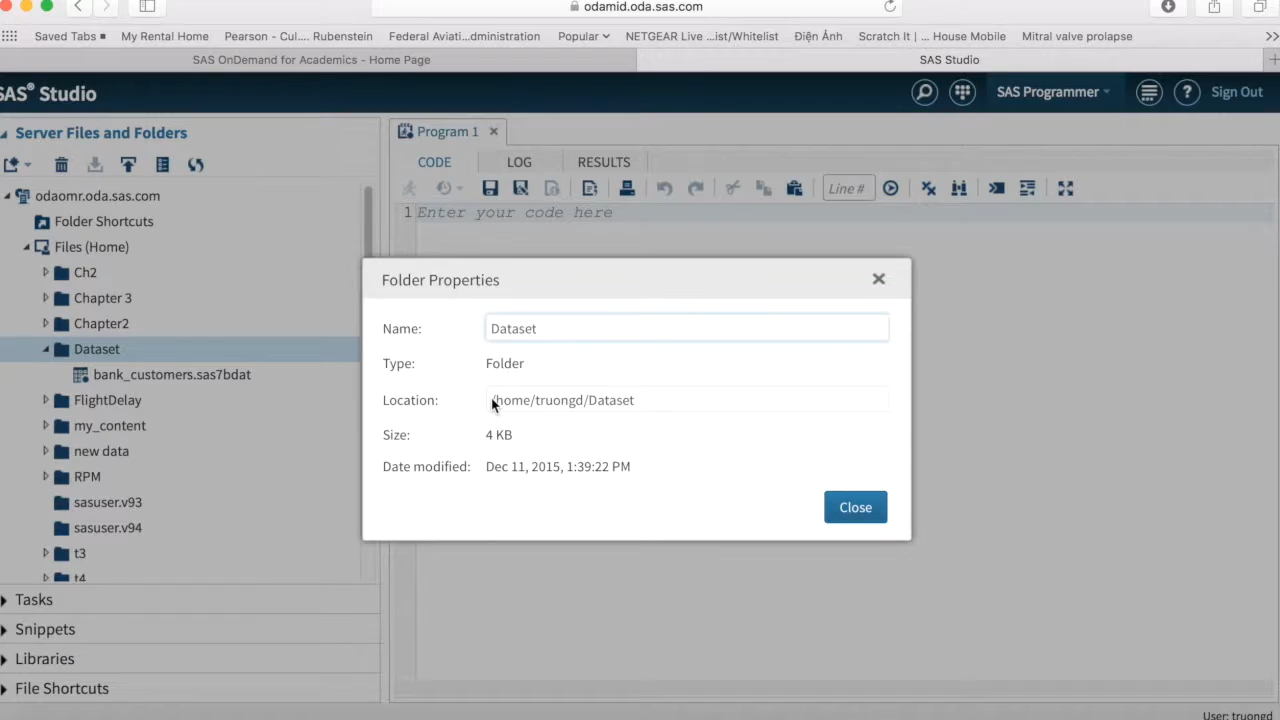 odamid.oda.sas.com
Saved Tabs My Rental Home Pearson - Cul.... Rubenstein Federal Aviati...dministration Popular NETGEAR Live ...ist/Whitelist Điện Ảnh Scratch It | ... House Mobile Mitral valve prolapse
SAS OnDemand for Academics - Home Page SAS Studio
SAS® Studio SAS Programmer Sign Out
Server Files and Folders
Program 1
CODE LOG RESULTS
Line #
1 Enter your code here
odaomr.oda.sas.com
Folder Shortcuts
Files (Home)
Ch2
Chapter 3
Chapter2
Dataset
bank_customers.sas7bdat
FlightDelay
my_content
new data
RPM
sasuser.v93
sasuser.v94
t3
t4
Tasks
Snippets
Libraries
File Shortcuts
Folder Properties
Name: Dataset
Type: Folder
Location: /home/truongd/Dataset
Size: 4 KB
Date modified: Dec 11, 2015, 1:39:22 PM
Close
User: truongd